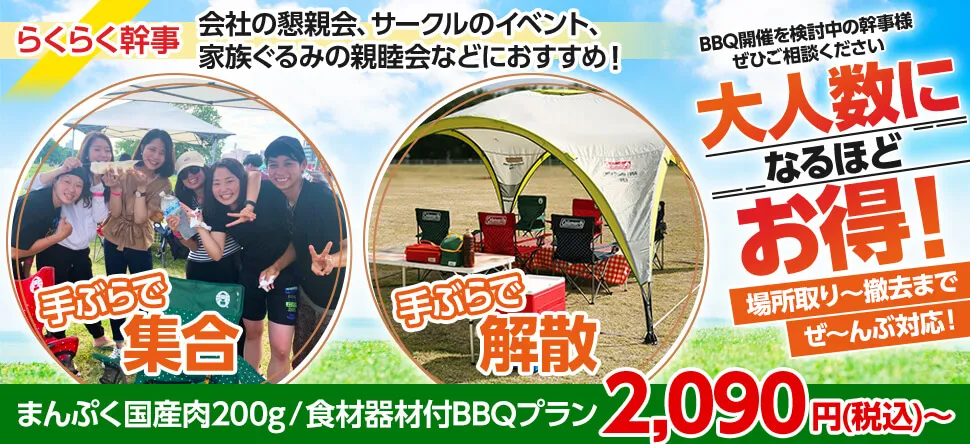 らくらく幹事
会社の懇親会、サークルのイベント、
家族ぐるみの親睦会などにおすすめ！
BBQ開催を検討中の幹事様
ぜひご相談ください
大人数に
なるほど
お得！
場所取り～撤去まで
ぜ～んぶ対応！
手ぶらで
集合
手ぶらで
解散
Coleman
Coleman
まんぷく国産肉200g/食材器材付BBQプラン2,090円(税込)～